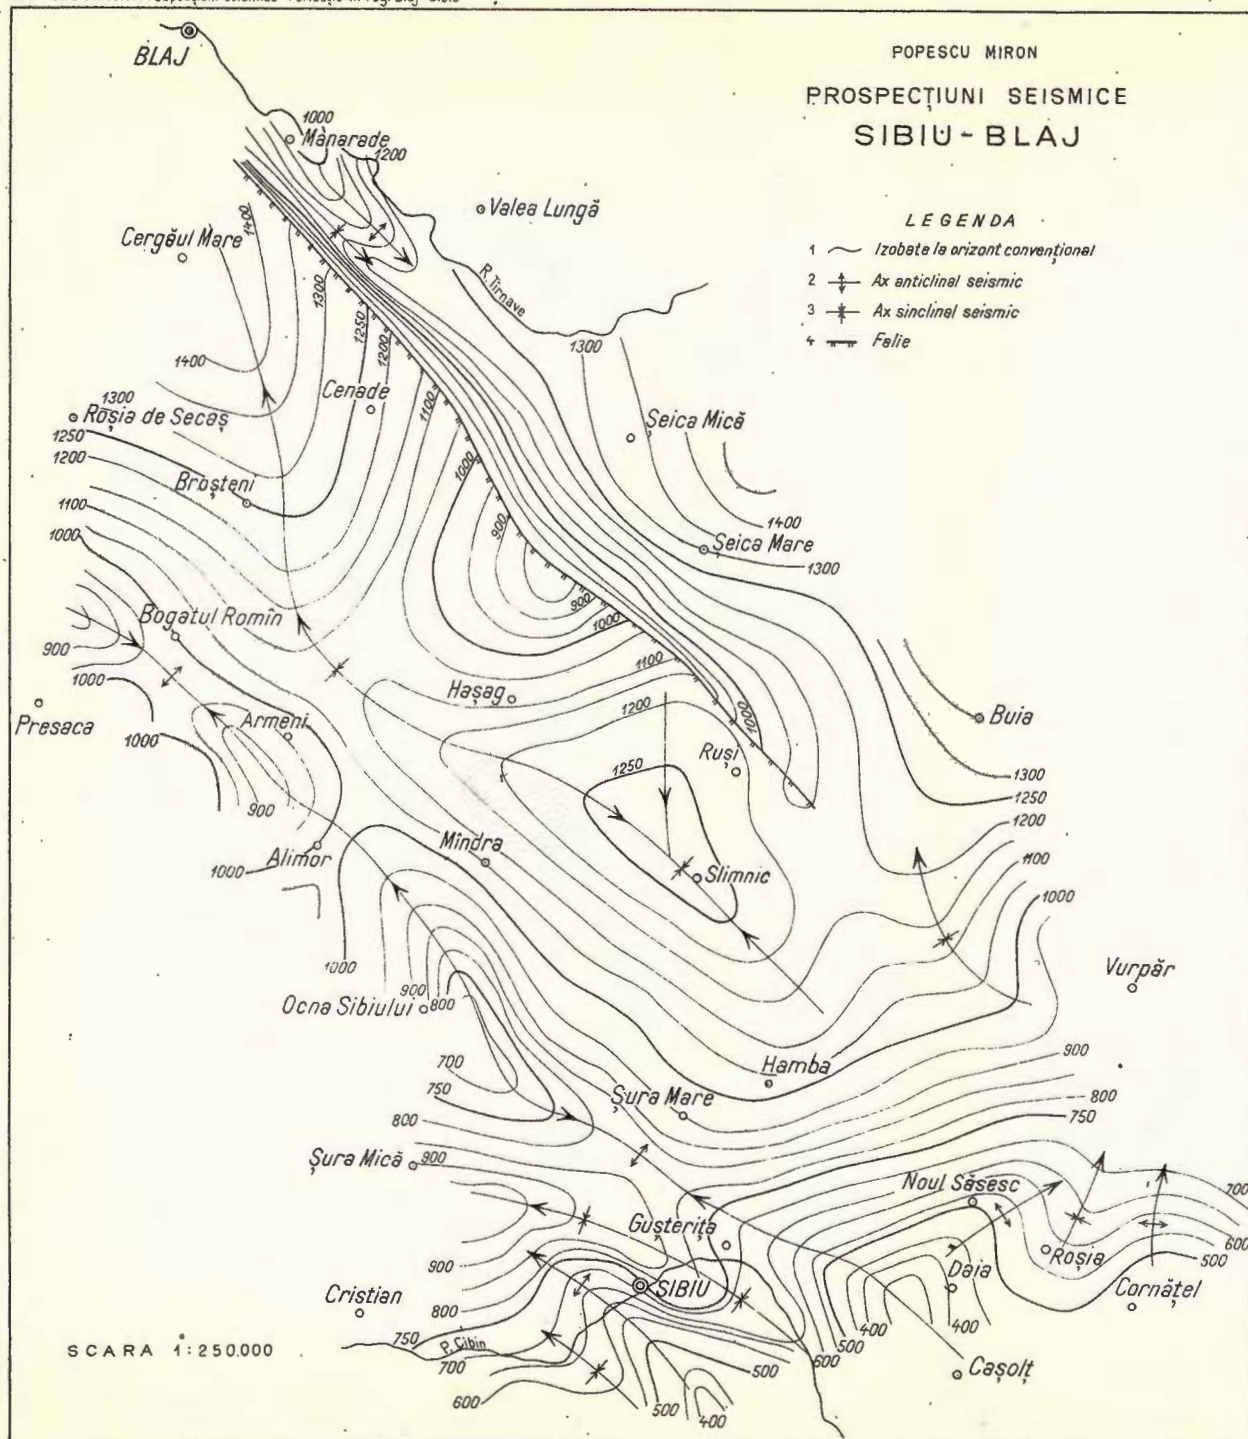 POPESCU MIRON
PROSPECȚIUNI SEISMICE
SIBIU-BLAJ
LEGENDA
1 Izobate la orizont convențional
2 Ax anticlinal seismic
3 Ax sinclinal seismic
4 Falie
BLAJ
1000
Mănarade
1200
Valea Lungă
1400
Cergăul Mare
R. Tîrnave
1300
1250
1200
1300
1400
Cenade
1300
Roșia de Secaș
1100
Șeica Mică
1250
1200
1000
Broșteni
1100
900
1400
1000
Șeica Mare
1300
900
1000
Bogatul Romîn
900
1100
1000
Hașag
1200
1000
Buia
Presaca
Armeni
1000
Ruși
1250
1300
1250
900
1200
Mîndra
1100
Alimor
1000
Slimnic
1000
1000
Vurpăr
900
800
Ocna Sibiului
900
700
Hamba
750
Șura Mare
800
800
750
Șura Mică
900
Noul Săsesc
700
Gușterița
600
900
Roșia
500
Daia
SIBIU
Cristian
800
Cornățel
400
400
750
P. Cibin
500
SCARA 1:250.000
700
600
500
Cașolț
600
500
400